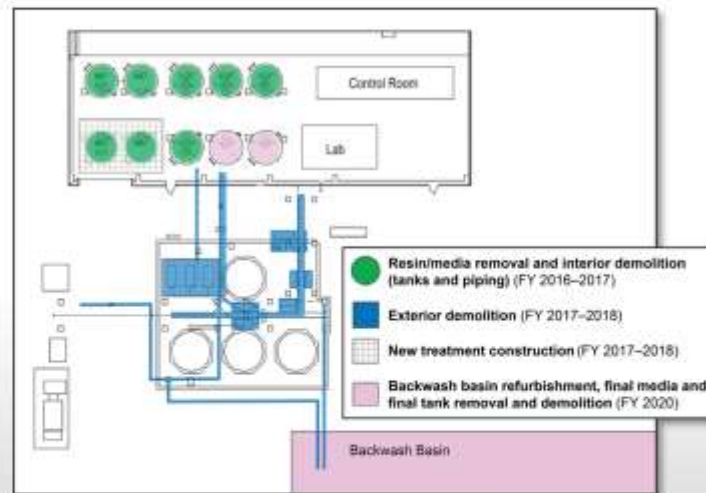 Control Room
Lab
Resin/media removal and interior demolition
(tanks and piping) (FY 2016–2017)
Exterior demolition (FY 2017–2018)
New treatment construction (FY 2017–2018)
Backwash basin refurbishment, final media and
final tank removal and demolition (FY 2020)
Backwash Basin